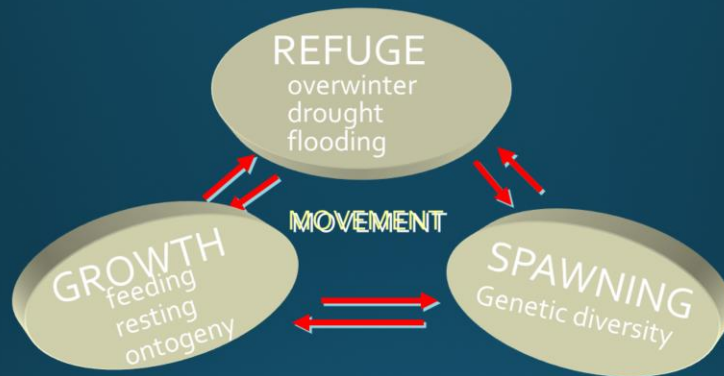 REFUGE
overwinter
drought
flooding
MOVEMENT
GROWTH
feeding
resting
ontogeny
SPAWNING
Genetic diversity